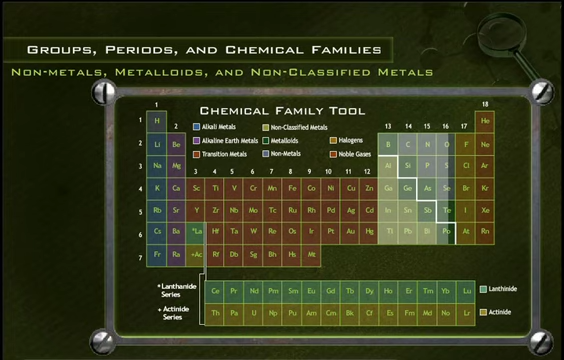 Groups, Periods, and Chemical Families
Non-metals, Metalloids, and Non-Classified Metals
Chemical Family Tool
Alkali Metals Non-Classified Metals
Alkaline Earth Metals Metalloids Halogens
Transition Metals Non-Metals Noble Gases
1 18
1 H 2 13 14 15 16 17 He
2 Li Be B C N O F Ne
3 Na Mg 3 4 5 6 7 8 9 10 11 12 Al Si P S Cl Ar
4 K Ca Sc Ti V Cr Mn Fe Co Ni Cu Zn Ga Ge As Se Br Kr
5 Rb Sr Y Zr Nb Mo Tc Ru Rh Pd Ag Cd In Sn Sb Te I Xe
6 Cs Ba *La Hf Ta W Re Os Ir Pt Au Hg Tl Pb Bi Po At Rn
7 Fr Ra +Ac Rf Db Sg Bh Hs Mt
* Lanthanide Series Ce Pr Nd Pm Sm Eu Gd Tb Dy Ho Er Tm Yb Lu Lanthinide
+ Actinide Series Th Pa U Np Pu Am Cm Bk Cf Es Fm Md No Lr Actinide